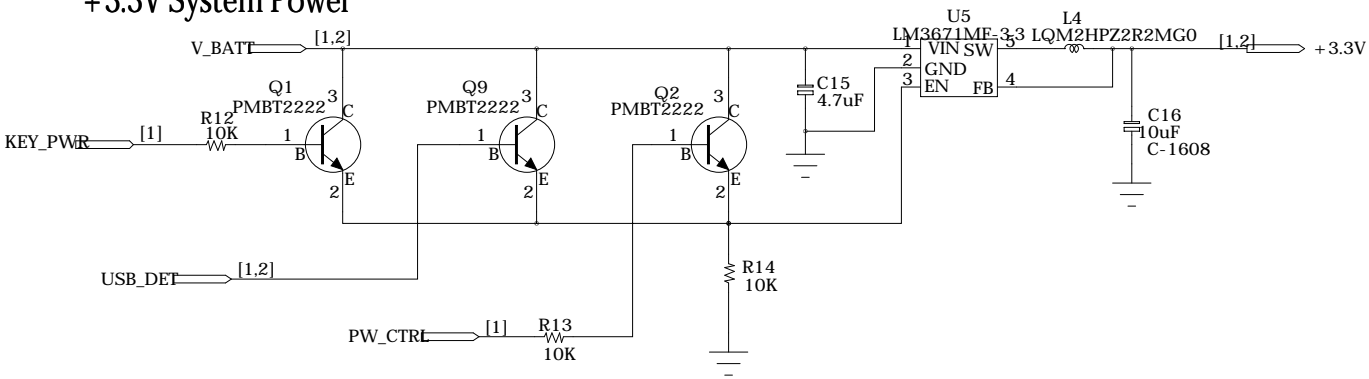 +3.3V System Power
U5
L4
LM3671MF-3.3
LQM2HPZ2R2MG0
V_BATT
[1,2]
1
VIN
SW
5
[1,2]
+3.3V
2
GND
3
EN
FB
4
Q1
PMBT2222
3
C
Q9
PMBT2222
3
C
Q2
PMBT2222
3
C
C15
4.7uF
KEY_PWR
[1]
R12
10K
1
B
E
2
1
B
E
2
1
B
E
2
C16
10uF
C-1608
USB_DET
[1,2]
R14
10K
PW_CTRL
[1]
R13
10K